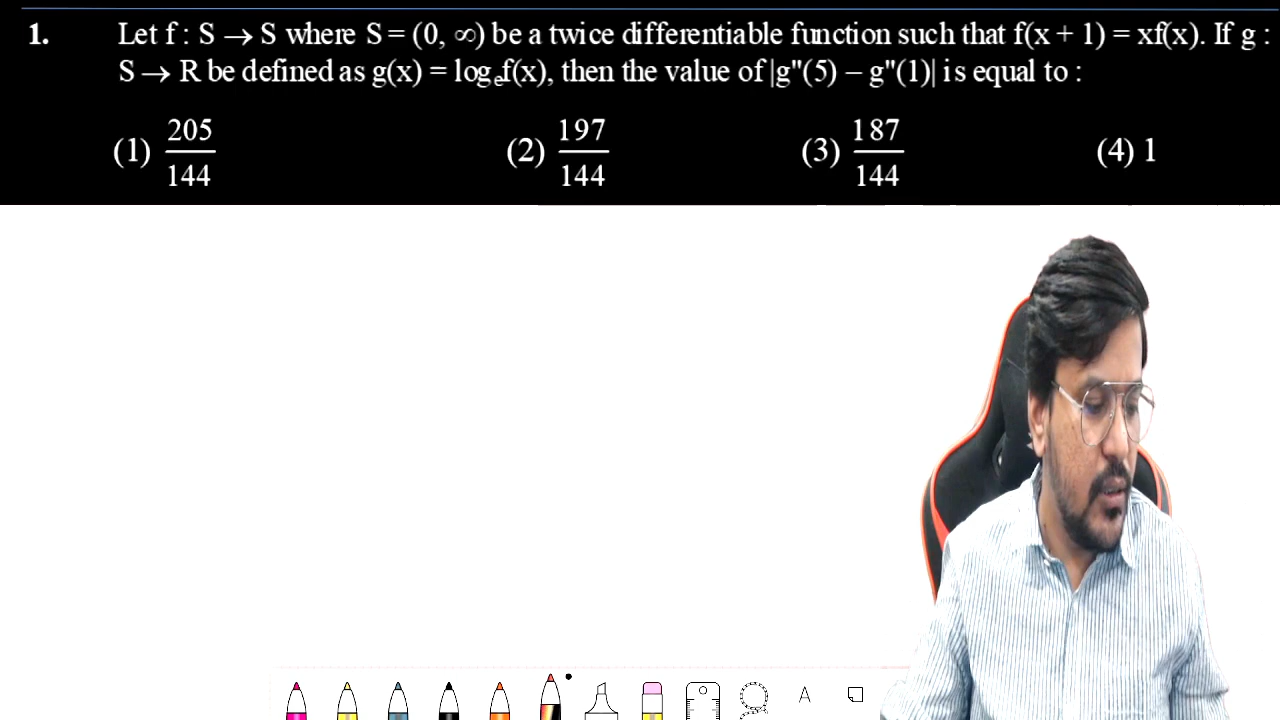 1. Let f : S → S where S = (0, ∞) be a twice differentiable function such that f(x + 1) = xf(x). If g :
S → R be defined as g(x) = logₑf(x), then the value of |g"(5) – g"(1)| is equal to :
(1) 205/144 (2) 197/144 (3) 187/144 (4) 1
A